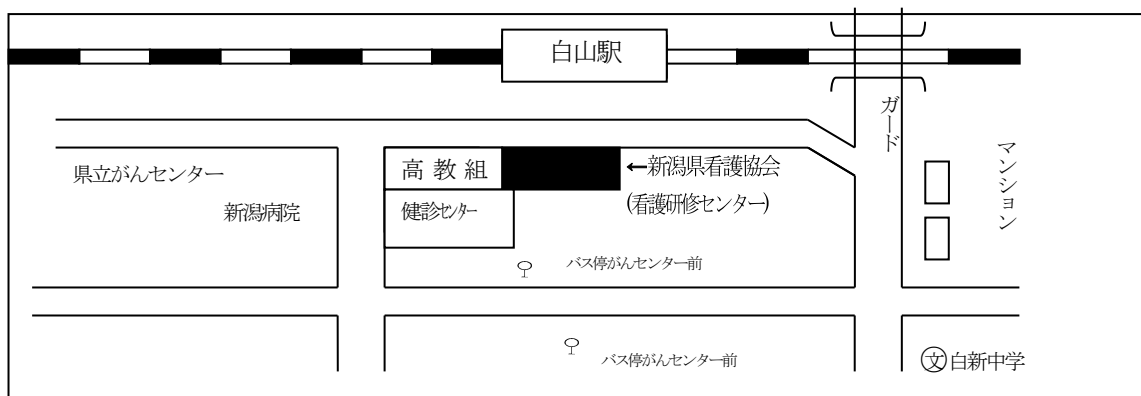 白山駅
ガード
マンション
県立がんセンター
新潟病院
高教組
←新潟県看護協会
健診センター
(看護研修センター)
バス停がんセンター前
バス停がんセンター前
文 白新中学